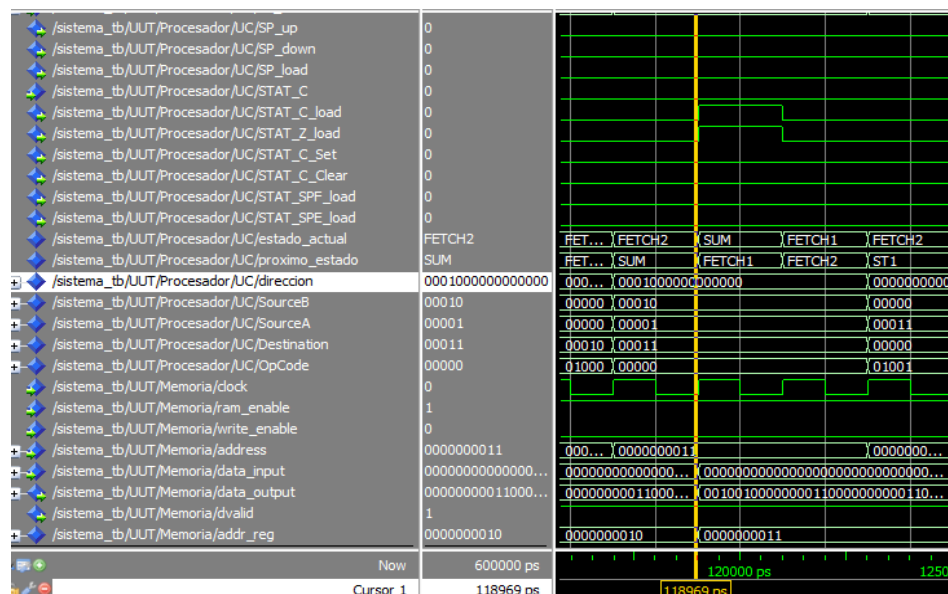 /sistema_tb/UUT/Procesador/UC/SP_up 0
/sistema_tb/UUT/Procesador/UC/SP_down 0
/sistema_tb/UUT/Procesador/UC/SP_load 0
/sistema_tb/UUT/Procesador/UC/STAT_C 0
/sistema_tb/UUT/Procesador/UC/STAT_C_load 0
/sistema_tb/UUT/Procesador/UC/STAT_Z_load 0
/sistema_tb/UUT/Procesador/UC/STAT_C_Set 0
/sistema_tb/UUT/Procesador/UC/STAT_C_Clear 0
/sistema_tb/UUT/Procesador/UC/STAT_SPF_load 0
/sistema_tb/UUT/Procesador/UC/STAT_SPE_load 0
/sistema_tb/UUT/Procesador/UC/estado_actual FETCH2 FET... FETCH2 SUM FETCH1 FETCH2
/sistema_tb/UUT/Procesador/UC/proximo_estado SUM FET... SUM FETCH1 FETCH2 ST1
/sistema_tb/UUT/Procesador/UC/direccion 0001000000000000 000... 0001000000000000 0000000000
/sistema_tb/UUT/Procesador/UC/SourceB 00010 00000 00010 00000
/sistema_tb/UUT/Procesador/UC/SourceA 00001 00000 00001 00011
/sistema_tb/UUT/Procesador/UC/Destination 00011 00010 00011 00000
/sistema_tb/UUT/Procesador/UC/OpCode 00000 01000 00000 01001
/sistema_tb/UUT/Memoria/clock 0
/sistema_tb/UUT/Memoria/ram_enable 1
/sistema_tb/UUT/Memoria/write_enable 0
/sistema_tb/UUT/Memoria/address 0000000011 000... 0000000011 0000000...
/sistema_tb/UUT/Memoria/data_input 00000000000000... 00000000000000...
/sistema_tb/UUT/Memoria/data_output 00000000011000... 00000000011000... 00100100000000110000000000110...
/sistema_tb/UUT/Memoria/dvalid 1
/sistema_tb/UUT/Memoria/addr_reg 0000000010 0000000010 0000000011
Now 600000 ps 120000 ps 1250
Cursor 1 118969 ps 118969 ps